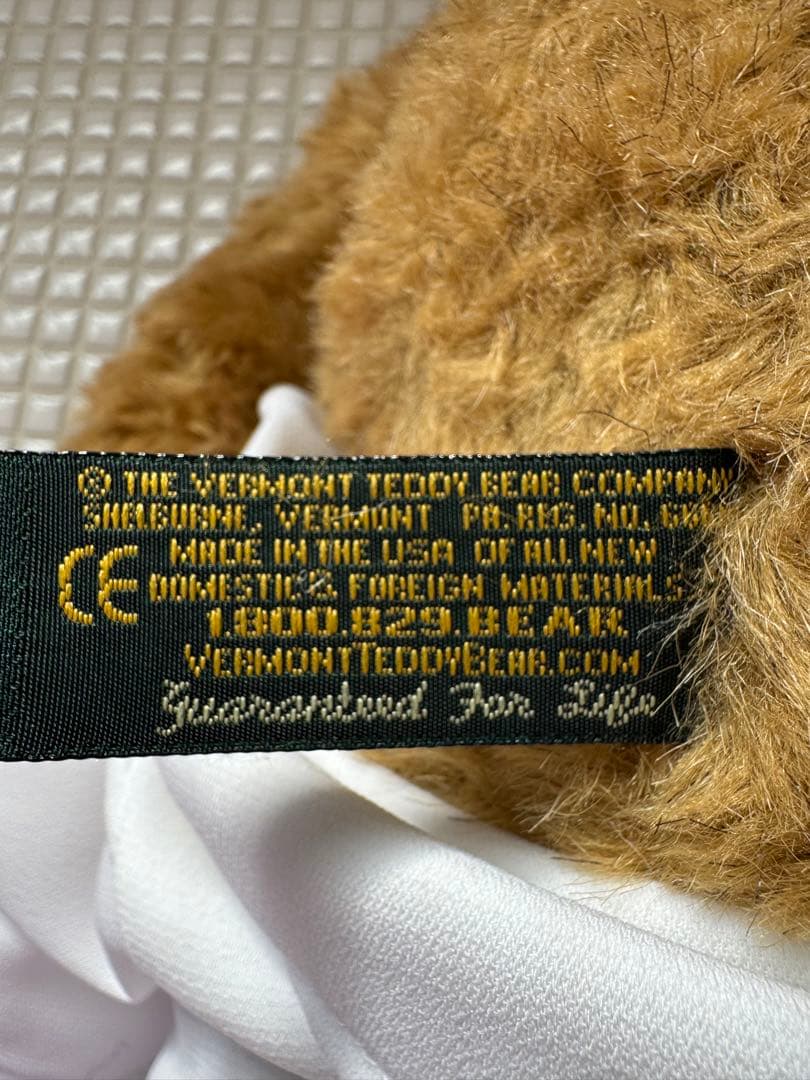 ® THE VERMONT TEDDY BEAR COMPANY
SHELBURNE, VERMONT PA. REG. NO.
MADE IN THE USA OF ALL NEW
CE DOMESTIC & FOREIGN MATERIALS
1.800.829.BEAR
VERMONTTEDDYBEAR.COM
Guaranteed For Life